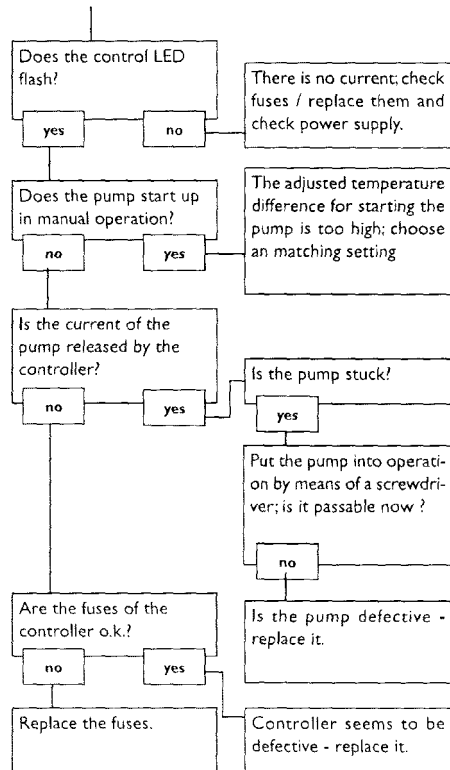 Does the control LED
flash?
yes
no
There is no current; check
fuses / replace them and
check power supply.
Does the pump start up
in manual operation?
no
yes
The adjusted temperature
difference for starting the
pump is too high; choose
an matching setting
Is the current of the
pump released by the
controller?
no
yes
Is the pump stuck?
yes
Put the pump into operati-
on by means of a screwdri-
ver; is it passable now ?
no
Is the pump defective -
replace it.
Are the fuses of the
controller o.k.?
no
yes
Replace the fuses.
Controller seems to be
defective - replace it.